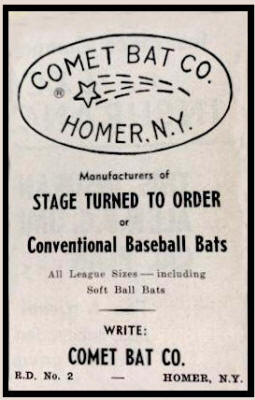 COMET BAT CO.
®
HOMER, N.Y.
Manufacturers of
STAGE TURNED TO ORDER
or
Conventional Baseball Bats
All League Sizes — including
Soft Ball Bats
WRITE:
COMET BAT CO.
R.D. No. 2 — HOMER, N.Y.